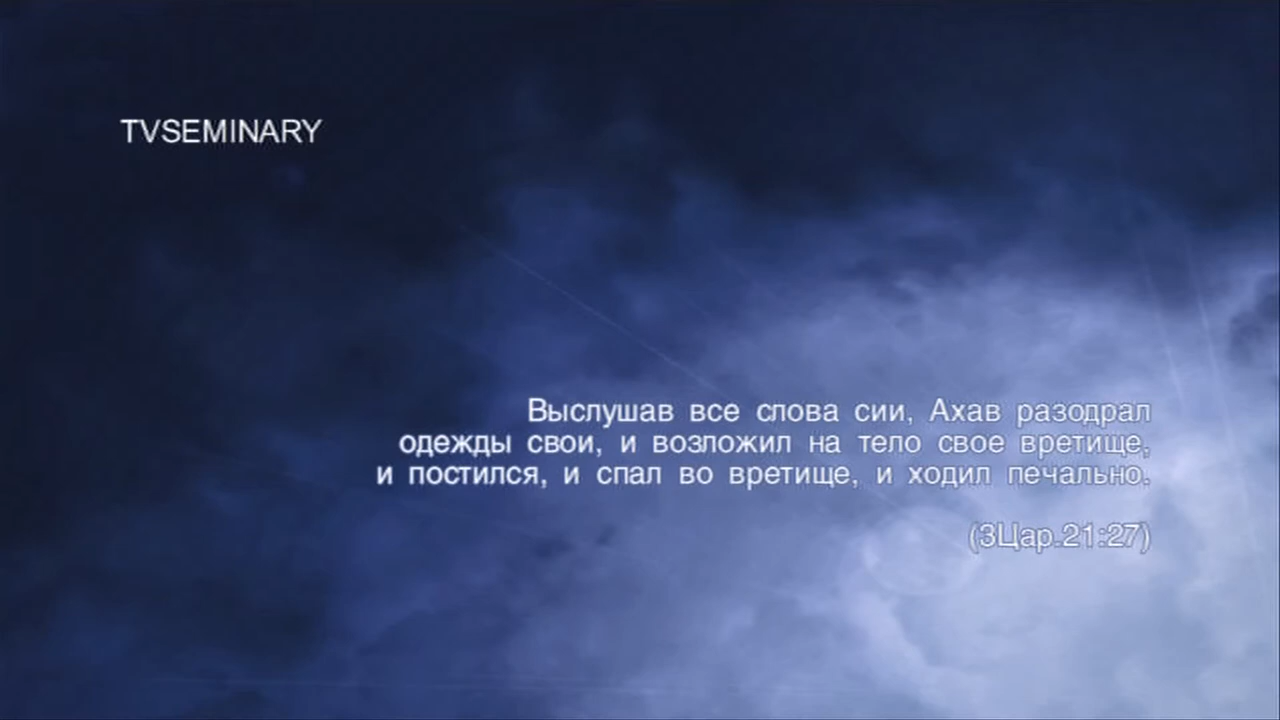 TVSEMINARY
Выслушав все слова сии, Ахав разодрал
одежды свои, и возложил на тело свое вретище,
и постился, и спал во вретище, и ходил печально.
(3Цар.21:27)